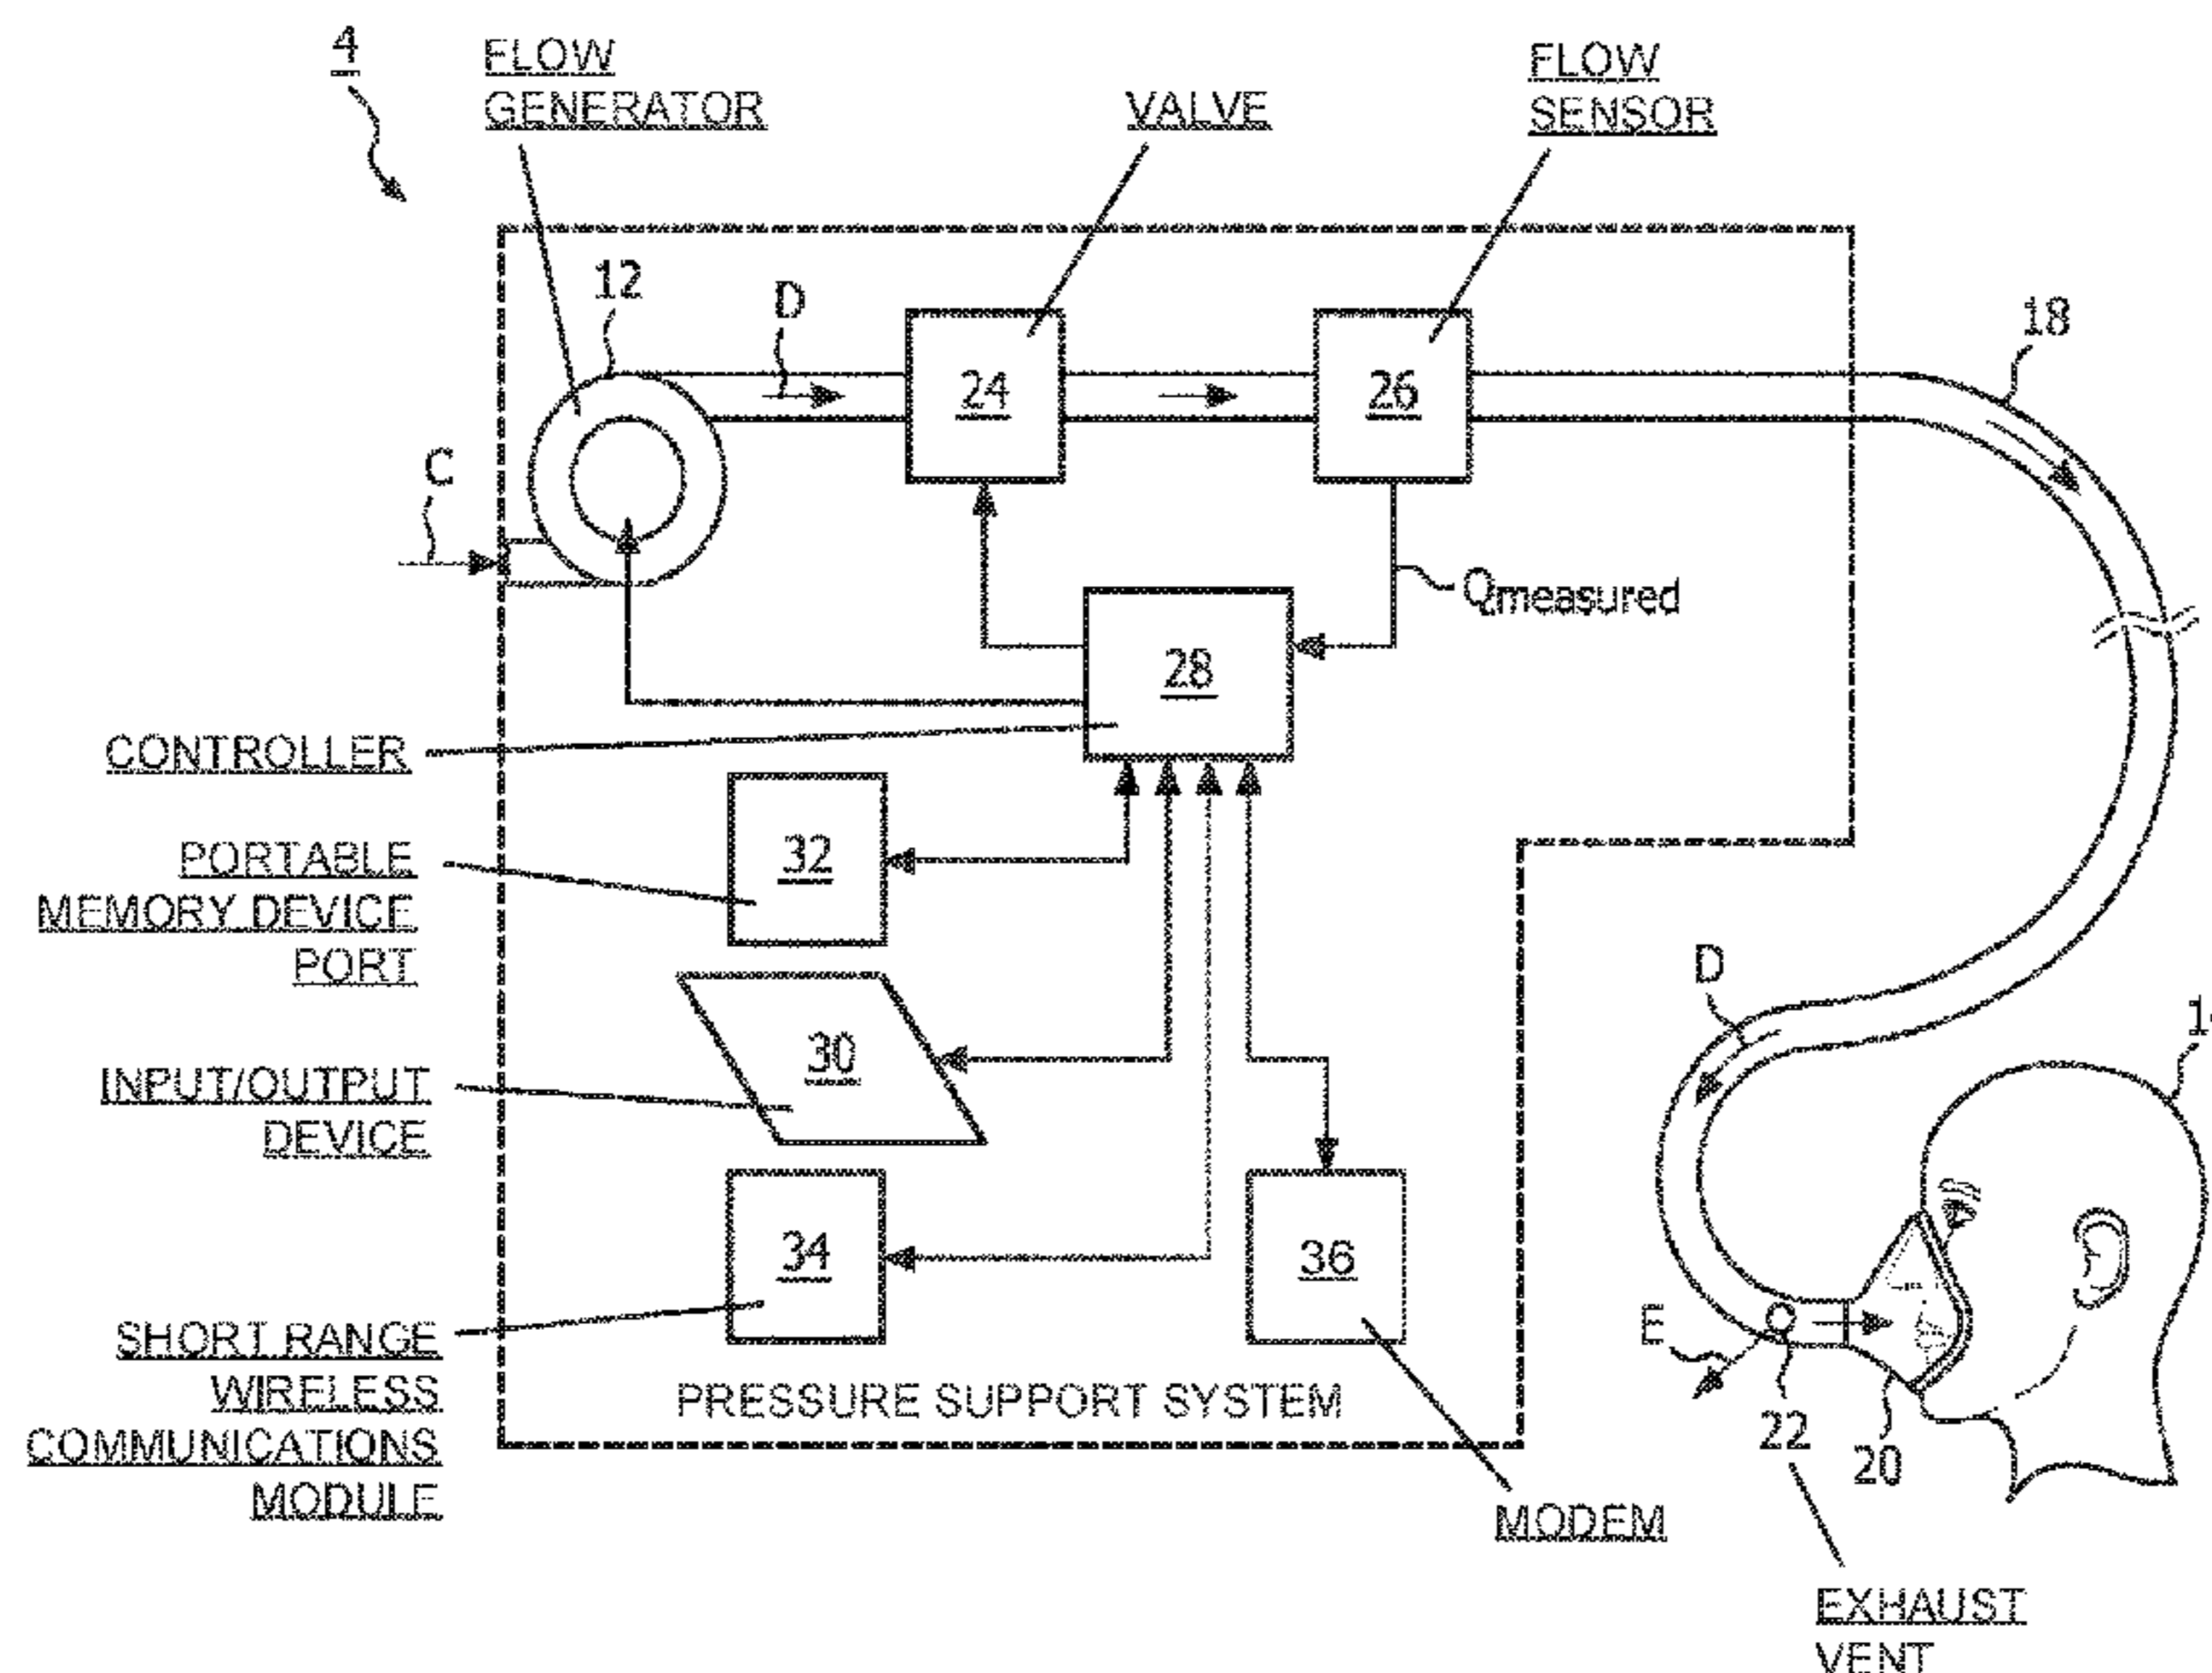 4
FLOW
GENERATOR
VALVE
FLOW
SENSOR
12
D
18
24
26
C
Qmeasured
28
CONTROLLER
32
PORTABLE
MEMORY DEVICE
PORT
D
30
INPUT/OUTPUT
DEVICE
34
36
E
SHORT RANGE
WIRELESS
COMMUNICATIONS
MODULE
PRESSURE SUPPORT SYSTEM
22
20
MODEM
EXHAUST
VENT